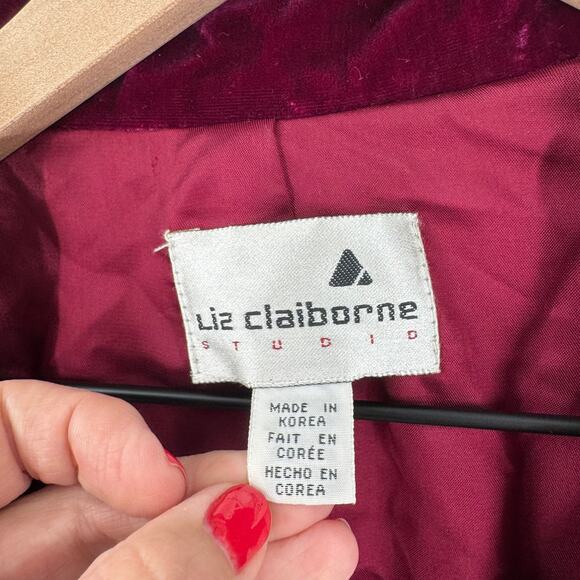 Liz claiborne
STUDIO
MADE IN
KOREA
FAIT EN
CORÉE
HECHO EN
COREA